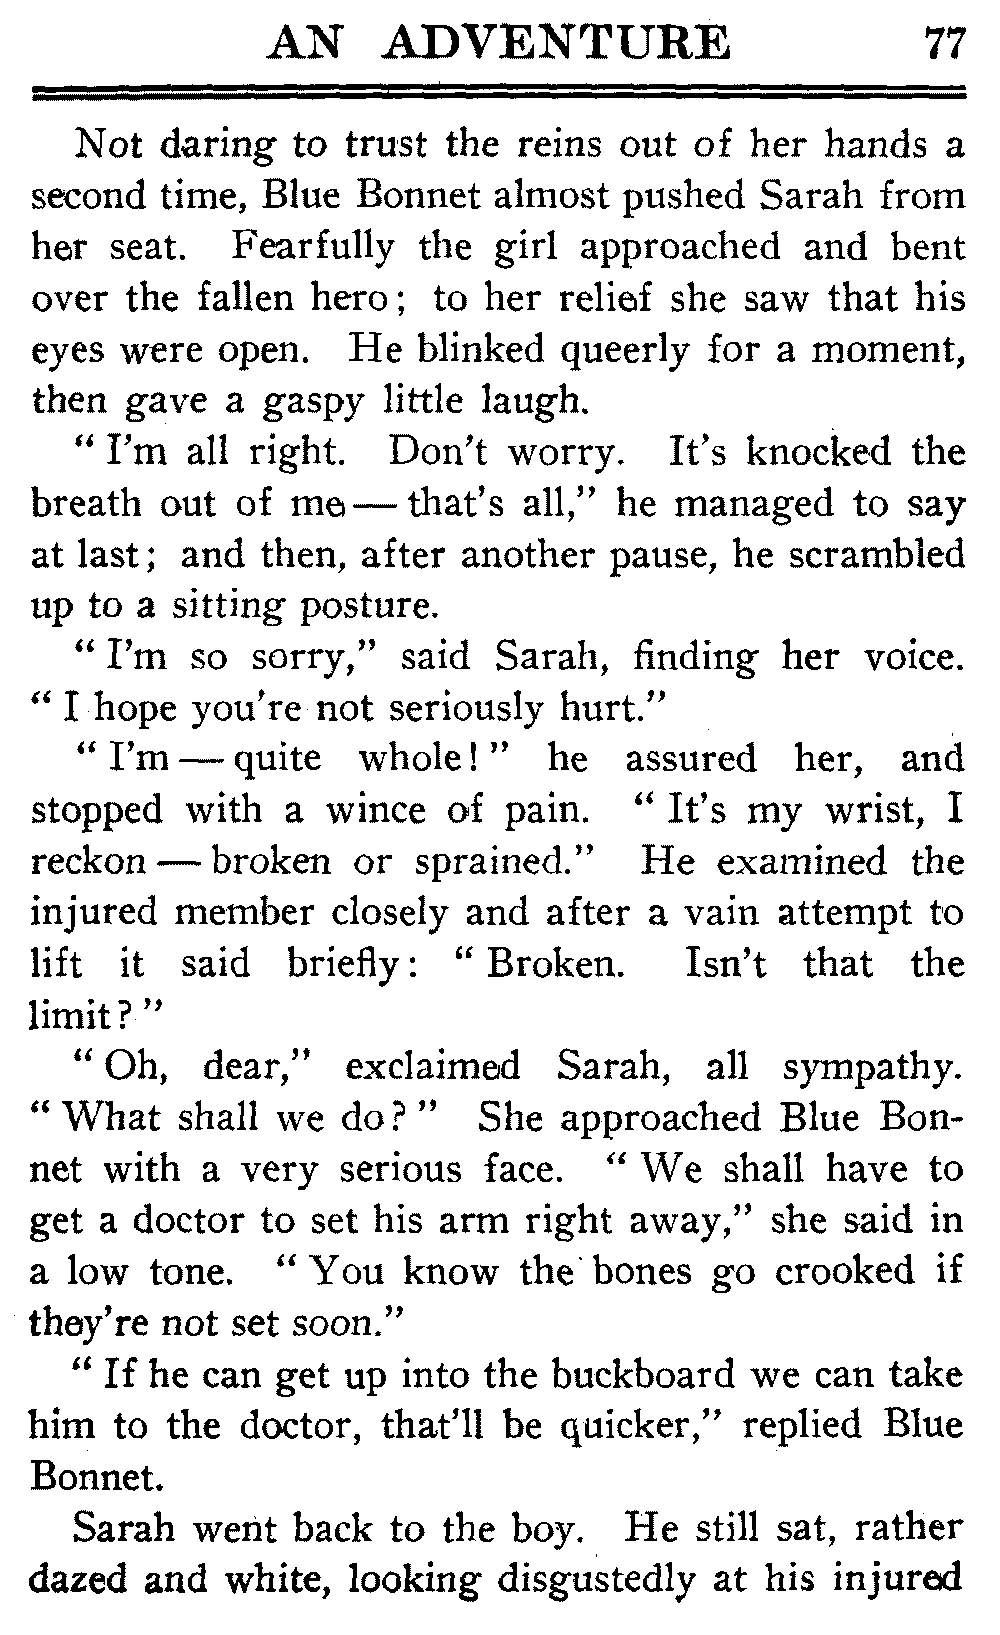 AN ADVENTURE 77
Not daring to trust the reins out of her hands a
second time, Blue Bonnet almost pushed Sarah from
her seat. Fearfully the girl approached and bent
over the fallen hero; to her relief she saw that his
eyes were open. He blinked queerly for a moment,
then gave a gaspy little laugh.
“ I'm all right. Don't worry. It's knocked the
breath out of me — that's all,” he managed to say
at last; and then, after another pause, he scrambled
up to a sitting posture.
“ I'm so sorry,” said Sarah, finding her voice.
“ I hope you're not seriously hurt.”
“ I'm — quite whole! ” he assured her, and
stopped with a wince of pain. “ It's my wrist, I
reckon — broken or sprained.” He examined the
injured member closely and after a vain attempt to
lift it said briefly: “ Broken. Isn't that the
limit? ”
“ Oh, dear,” exclaimed Sarah, all sympathy.
“ What shall we do? ” She approached Blue Bon-
net with a very serious face. “ We shall have to
get a doctor to set his arm right away,” she said in
a low tone. “ You know the bones go crooked if
they're not set soon.”
“ If he can get up into the buckboard we can take
him to the doctor, that'll be quicker,” replied Blue
Bonnet.
Sarah went back to the boy. He still sat, rather
dazed and white, looking disgustedly at his injured